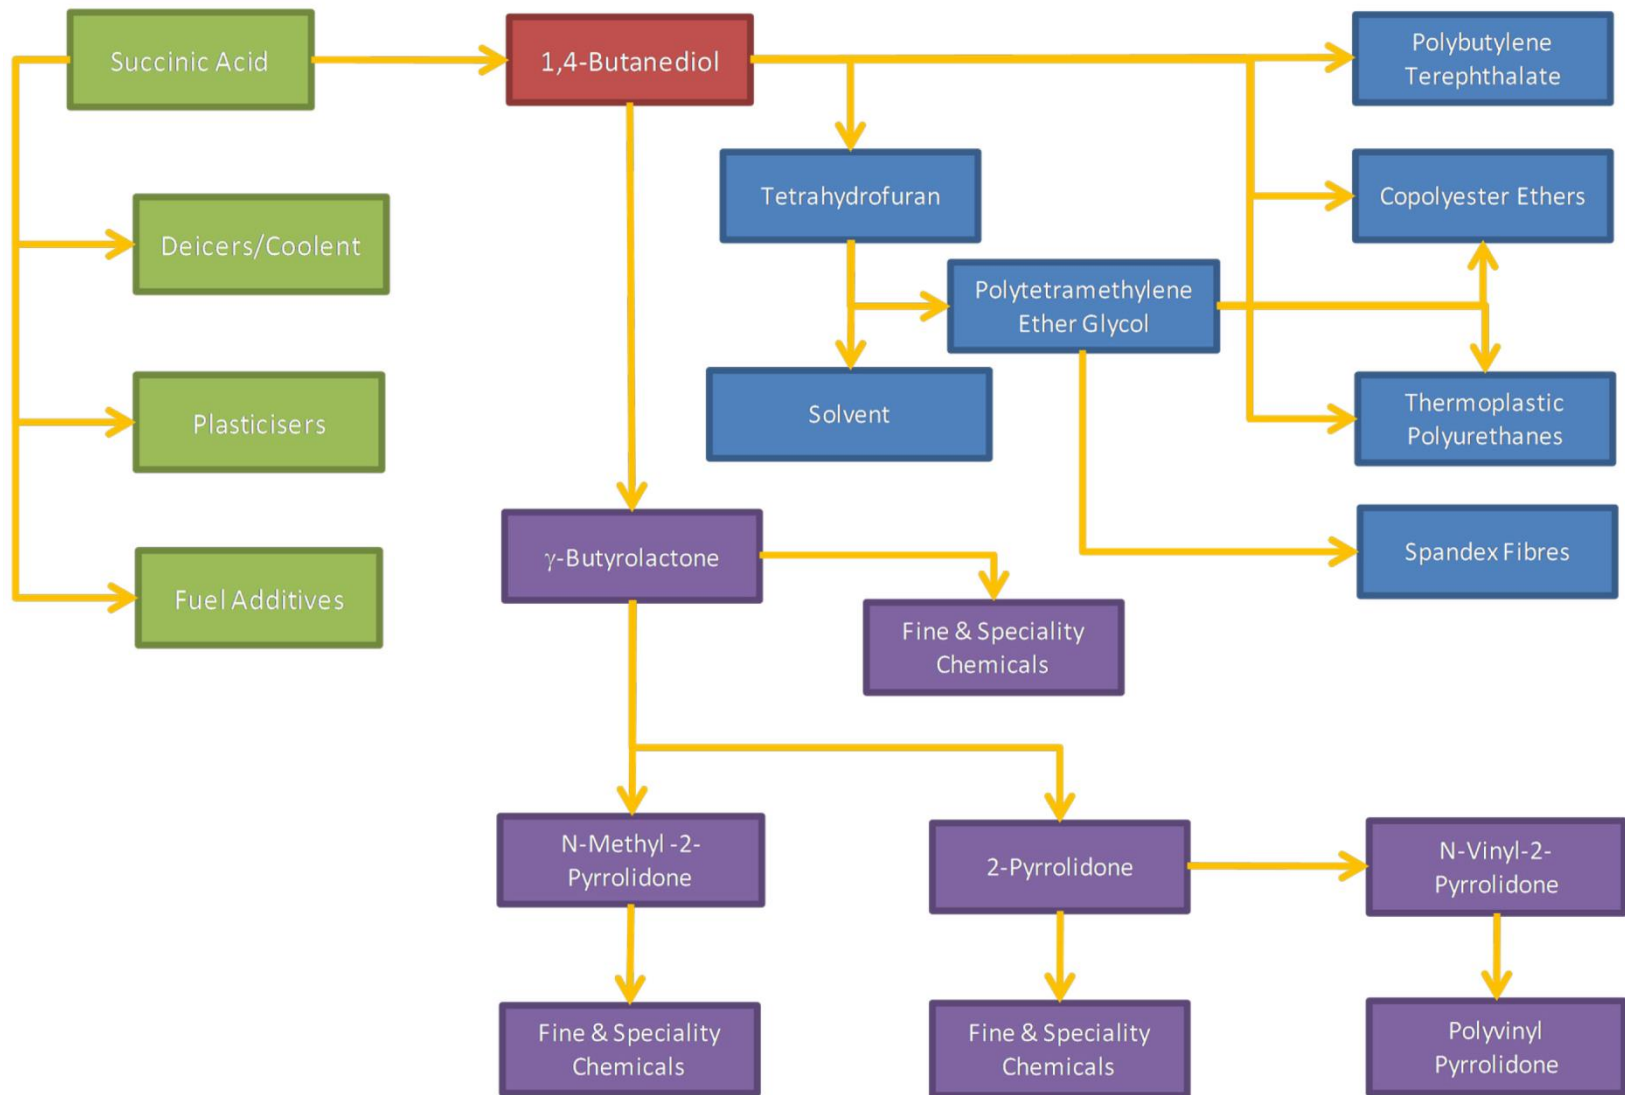 Succinic Acid
1,4-Butanediol
Polybutylene
Terephthalate
Tetrahydrofuran
Copolyester Ethers
Deicers/Coolent
Polytetramethylene
Ether Glycol
Plasticisers
Solvent
Thermoplastic
Polyurethanes
γ-Butyrolactone
Spandex Fibres
Fuel Additives
Fine & Speciality
Chemicals
N-Methyl -2-
Pyrrolidone
2-Pyrrolidone
N-Vinyl-2-
Pyrrolidone
Fine & Speciality
Chemicals
Fine & Speciality
Chemicals
Polyvinyl
Pyrrolidone